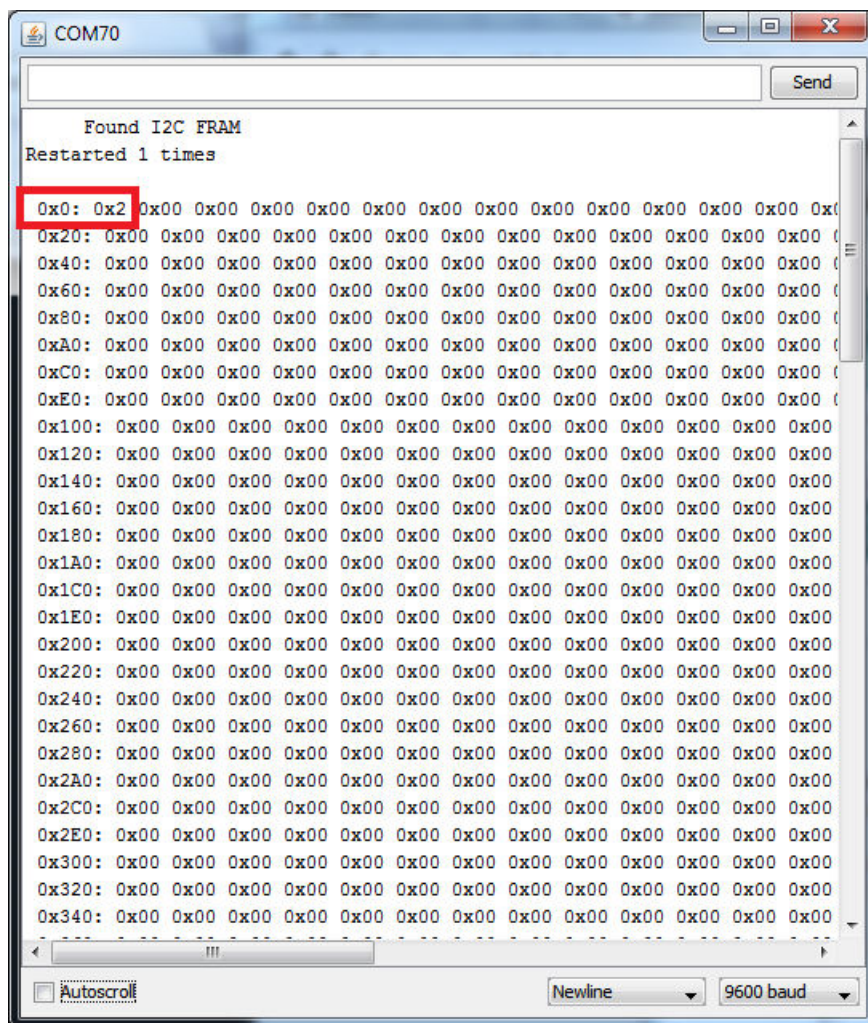 COM70
Send
Found I2C FRAM
Restarted 1 times
0x0: 0x2 0x00 0x00 0x00 0x00 0x00 0x00 0x00 0x00 0x00 0x00 0x00 0x00
0x20: 0x00 0x00 0x00 0x00 0x00 0x00 0x00 0x00 0x00 0x00 0x00 0x00 0x00
0x40: 0x00 0x00 0x00 0x00 0x00 0x00 0x00 0x00 0x00 0x00 0x00 0x00 0x00
0x60: 0x00 0x00 0x00 0x00 0x00 0x00 0x00 0x00 0x00 0x00 0x00 0x00 0x00
0x80: 0x00 0x00 0x00 0x00 0x00 0x00 0x00 0x00 0x00 0x00 0x00 0x00 0x00
0xA0: 0x00 0x00 0x00 0x00 0x00 0x00 0x00 0x00 0x00 0x00 0x00 0x00 0x00
0xC0: 0x00 0x00 0x00 0x00 0x00 0x00 0x00 0x00 0x00 0x00 0x00 0x00 0x00
0xE0: 0x00 0x00 0x00 0x00 0x00 0x00 0x00 0x00 0x00 0x00 0x00 0x00 0x00
0x100: 0x00 0x00 0x00 0x00 0x00 0x00 0x00 0x00 0x00 0x00 0x00 0x00 0x00
0x120: 0x00 0x00 0x00 0x00 0x00 0x00 0x00 0x00 0x00 0x00 0x00 0x00 0x00
0x140: 0x00 0x00 0x00 0x00 0x00 0x00 0x00 0x00 0x00 0x00 0x00 0x00 0x00
0x160: 0x00 0x00 0x00 0x00 0x00 0x00 0x00 0x00 0x00 0x00 0x00 0x00 0x00
0x180: 0x00 0x00 0x00 0x00 0x00 0x00 0x00 0x00 0x00 0x00 0x00 0x00 0x00
0x1A0: 0x00 0x00 0x00 0x00 0x00 0x00 0x00 0x00 0x00 0x00 0x00 0x00 0x00
0x1C0: 0x00 0x00 0x00 0x00 0x00 0x00 0x00 0x00 0x00 0x00 0x00 0x00 0x00
0x1E0: 0x00 0x00 0x00 0x00 0x00 0x00 0x00 0x00 0x00 0x00 0x00 0x00 0x00
0x200: 0x00 0x00 0x00 0x00 0x00 0x00 0x00 0x00 0x00 0x00 0x00 0x00 0x00
0x220: 0x00 0x00 0x00 0x00 0x00 0x00 0x00 0x00 0x00 0x00 0x00 0x00 0x00
0x240: 0x00 0x00 0x00 0x00 0x00 0x00 0x00 0x00 0x00 0x00 0x00 0x00 0x00
0x260: 0x00 0x00 0x00 0x00 0x00 0x00 0x00 0x00 0x00 0x00 0x00 0x00 0x00
0x280: 0x00 0x00 0x00 0x00 0x00 0x00 0x00 0x00 0x00 0x00 0x00 0x00 0x00
0x2A0: 0x00 0x00 0x00 0x00 0x00 0x00 0x00 0x00 0x00 0x00 0x00 0x00 0x00
0x2C0: 0x00 0x00 0x00 0x00 0x00 0x00 0x00 0x00 0x00 0x00 0x00 0x00 0x00
0x2E0: 0x00 0x00 0x00 0x00 0x00 0x00 0x00 0x00 0x00 0x00 0x00 0x00 0x00
0x300: 0x00 0x00 0x00 0x00 0x00 0x00 0x00 0x00 0x00 0x00 0x00 0x00 0x00
0x320: 0x00 0x00 0x00 0x00 0x00 0x00 0x00 0x00 0x00 0x00 0x00 0x00 0x00
0x340: 0x00 0x00 0x00 0x00 0x00 0x00 0x00 0x00 0x00 0x00 0x00 0x00 0x00
Autoscroll Newline 9600 baud